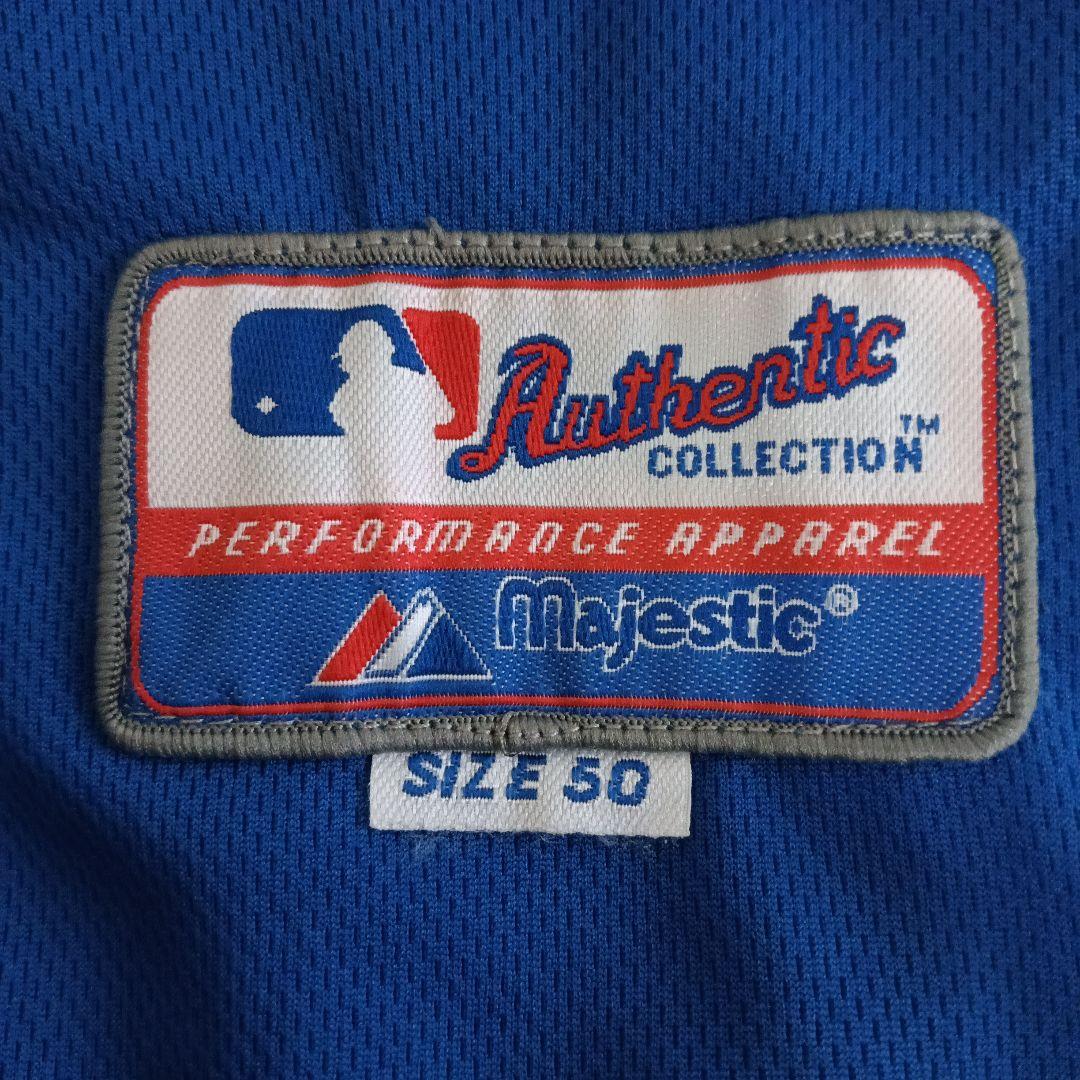 Authentic
COLLECTION™
PERFORMANCE APPAREL
Majestic®
SIZE 50